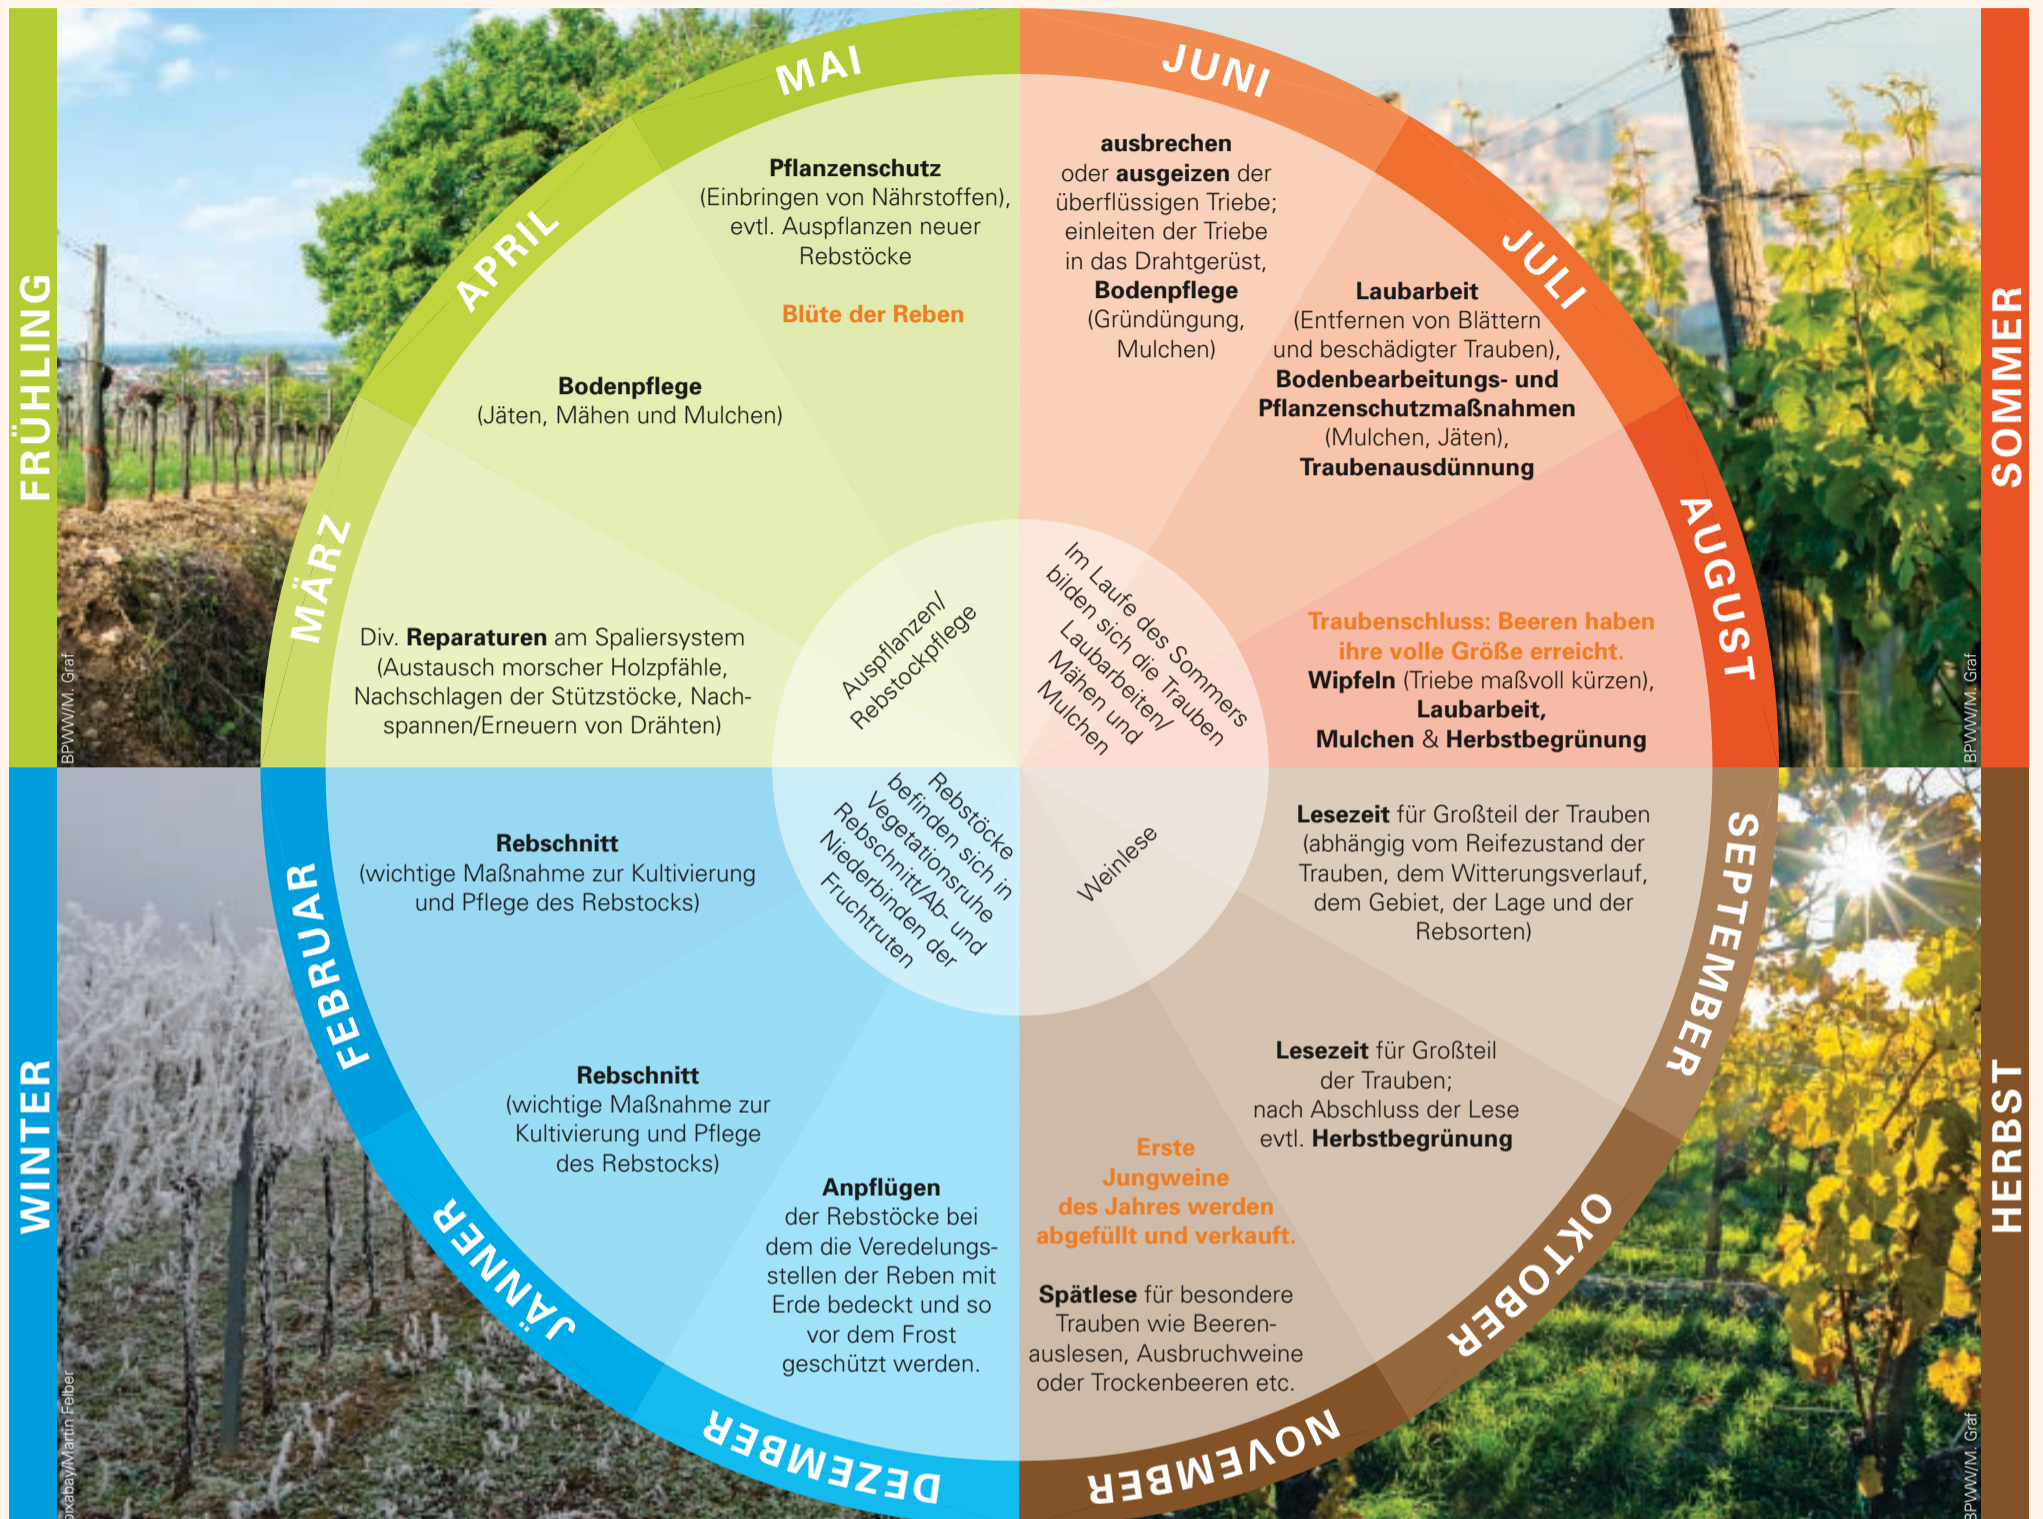 FRÜHLING
MÄRZ
Div. Reparaturen am Spaliersystem
(Austausch morscher Holzpfähle,
Nachschlagen der Stützstöcke, Nach-
spannen/Erneuern von Drähten)
APRIL
Bodenpflege
(Jäten, Mähen und Mulchen)
MAI
Pflanzenschutz
(Einbringen von Nährstoffen),
evtl. Auspflanzen neuer
Rebstöcke
Blüte der Reben
Auspflanzen/
Rebstockpflege
BPWW/M. Graf
SOMMER
JUNI
ausbrechen
oder ausgeizen der
überflüssigen Triebe;
einleiten der Triebe
in das Drahtgerüst,
Bodenpflege
(Gründüngung,
Mulchen)
JULI
Laubarbeit
(Entfernen von Blättern
und beschädigter Trauben),
Bodenbearbeitungs- und
Pflanzenschutzmaßnahmen
(Mulchen, Jäten),
Traubenausdünnung
AUGUST
Traubenschluss: Beeren haben
ihre volle Größe erreicht.
Wipfeln (Triebe maßvoll kürzen),
Laubarbeit,
Mulchen & Herbstbegrünung
Im Laufe des Sommers
bilden sich die Trauben
Laubarbeiten/
Mähen und
Mulchen
BPWW/M. Graf
HERBST
SEPTEMBER
Lesezeit für Großteil der Trauben
(abhängig vom Reifezustand der
Trauben, dem Witterungsverlauf,
dem Gebiet, der Lage und der
Rebsorten)
OKTOBER
Lesezeit für Großteil
der Trauben;
nach Abschluss der Lese
evtl. Herbstbegrünung
NOVEMBER
Erste
Jungweine
des Jahres werden
abgefüllt und verkauft.
Spätlese für besondere
Trauben wie Beeren-
auslesen, Ausbruchweine
oder Trockenbeeren etc.
Weinlese
BPWW/M. Graf
WINTER
DEZEMBER
Anpflügen
der Rebstöcke bei
dem die Veredelungs-
stellen der Reben mit
Erde bedeckt und so
vor dem Frost
geschützt werden.
JÄNNER
Rebschnitt
(wichtige Maßnahme zur
Kultivierung und Pflege
des Rebstocks)
FEBRUAR
Rebschnitt
(wichtige Maßnahme zur Kultivierung
und Pflege des Rebstocks)
Rebstöcke
befinden sich in
Vegetationsruhe
Rebschnitt/Ab- und
Niederbinden der
Fruchtruten
pixabay/Martin Felber